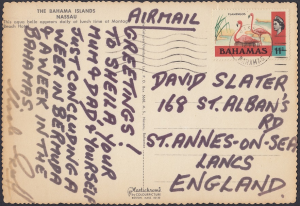 THE BAHAMA ISLANDS
NASSAU
AIRMAIL
GREETINGS!
TO SHEILA YOUR
MUM & DAD & YOURSELF
JUST CONCLUDING A
WEEK IN BERMUDA
& A WEEK IN THE
BAHAMAS.
BAHAMAS 11c
DAVID SLATER
168 ST. ALBAN'S
RD
ST. ANNES-ON-SEA
LANCS
ENGLAND.